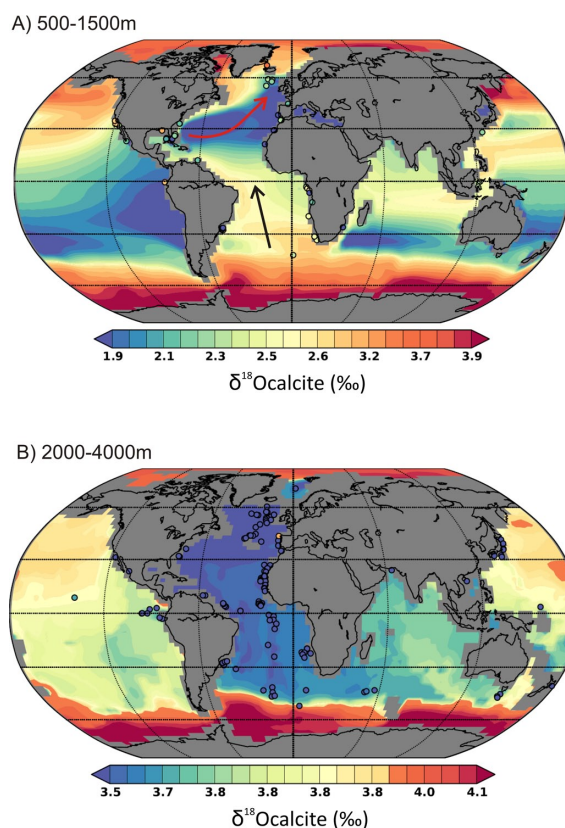 A) 500-1500m
1.9 2.1 2.3 2.5 2.6 3.2 3.7 3.9
δ¹⁸Ocalcite (‰)
B) 2000-4000m
3.5 3.7 3.8 3.8 3.8 4.0 4.1
δ¹⁸Ocalcite (‰)